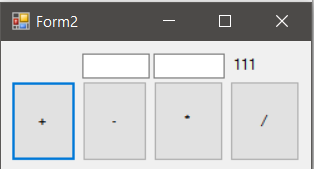 Form2
111
+ - * /